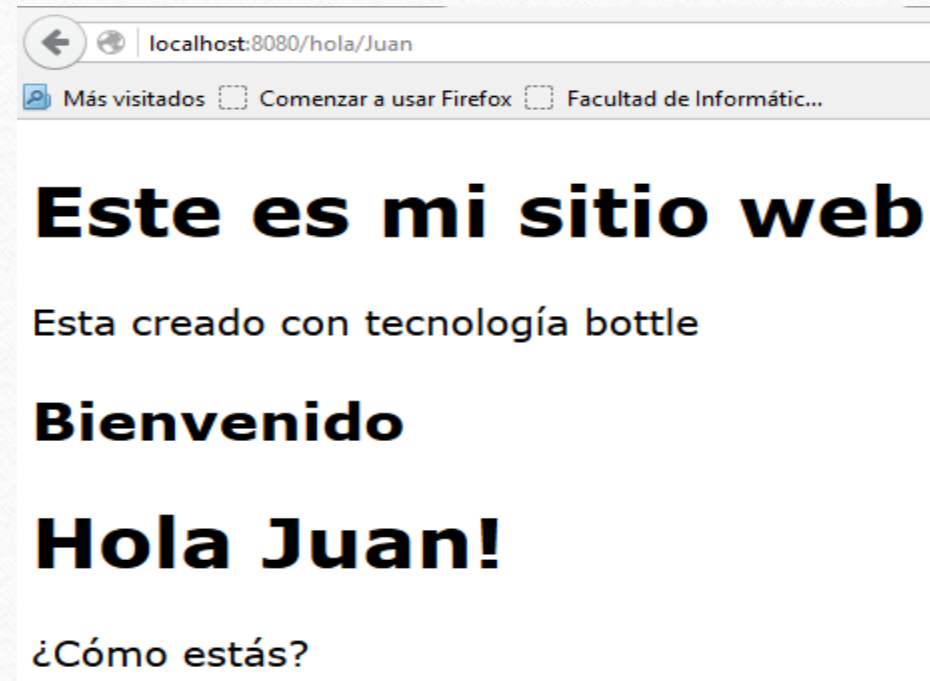 localhost:8080/hola/Juan
Más visitados Comenzar a usar Firefox Facultad de Informátic...
Este es mi sitio web
Esta creado con tecnología bottle
Bienvenido
Hola Juan!
¿Cómo estás?